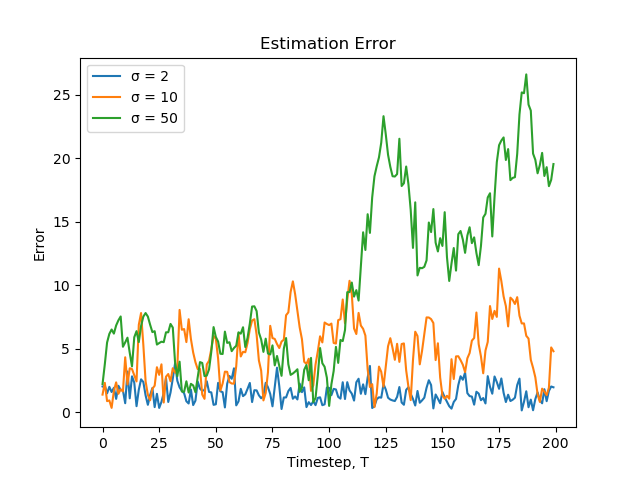 Estimation Error
σ = 2
σ = 10
σ = 50
Error
25
20
15
10
5
0
0 25 50 75 100 125 150 175 200
Timestep, T